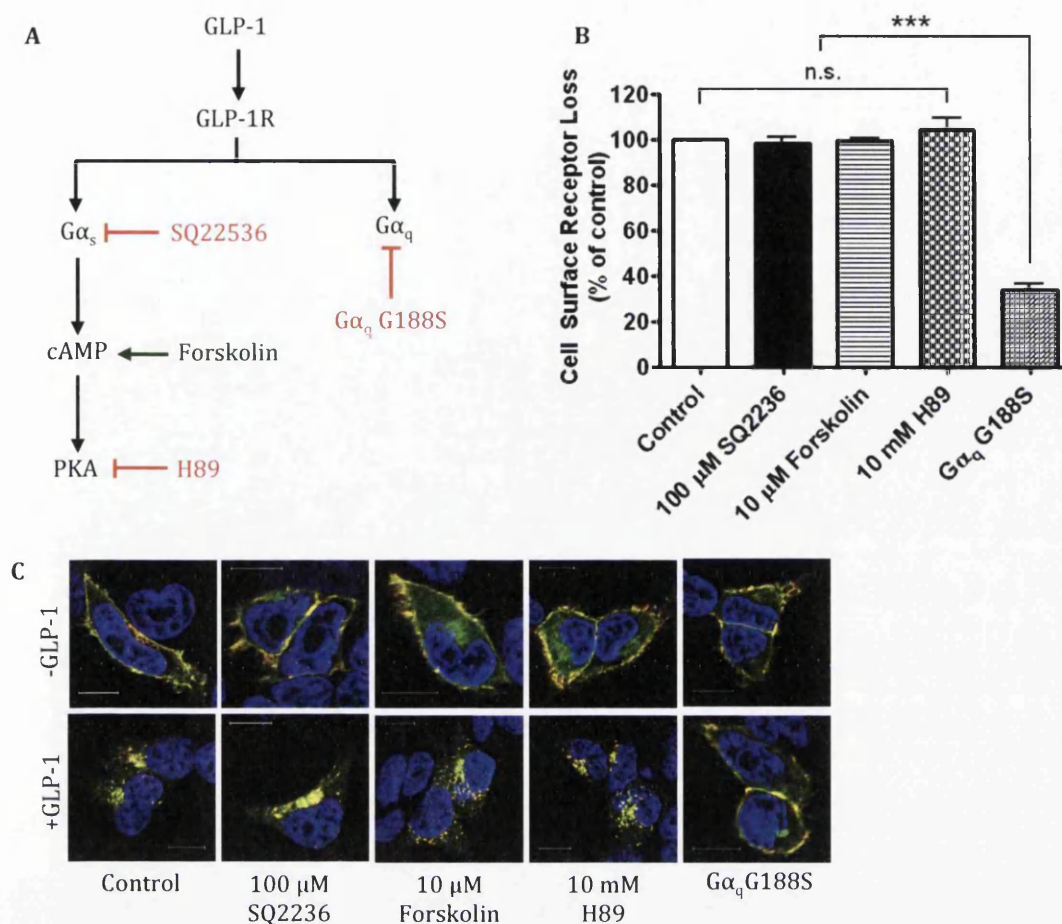 A
GLP-1
GLP-1R
Gαs
SQ22536
Gαq
Gαq G188S
cAMP
Forskolin
PKA
H89
B
***
n.s.
Cell Surface Receptor Loss
(% of control)
120
100
80
60
40
20
0
Control
100 µM SQ2236
10 µM Forskolin
10 mM H89
Gαq G188S
C
-GLP-1
+GLP-1
Control
100 µM
SQ2236
10 µM
Forskolin
10 mM
H89
GαqG188S